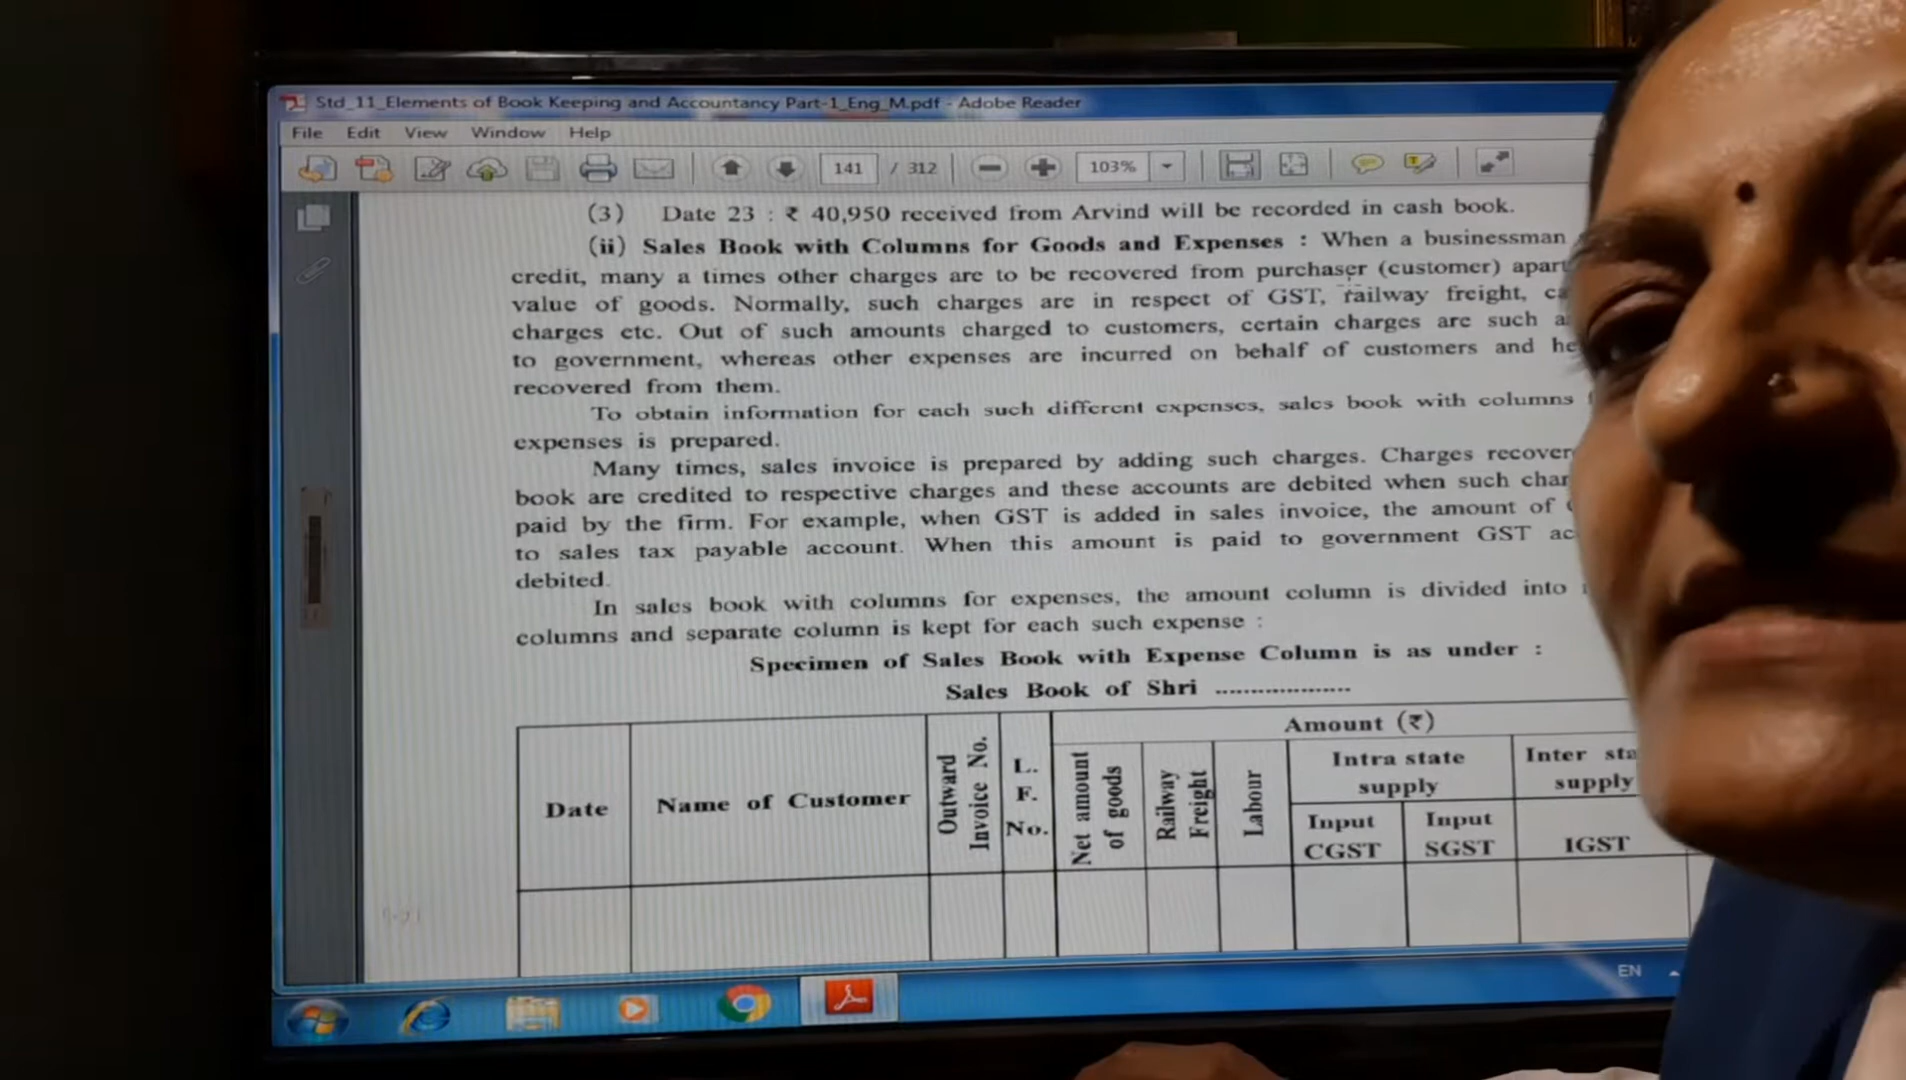 Std_11_Elements of Book Keeping and Accountancy Part-1_Eng_M.pdf - Adobe Reader
File Edit View Window Help
141 / 312 103%
(3) Date 23 : ₹ 40,950 received from Arvind will be recorded in cash book.
(ii) Sales Book with Columns for Goods and Expenses : When a businessman
credit, many a times other charges are to be recovered from purchaser (customer) apart
value of goods. Normally, such charges are in respect of GST, railway freight,
charges etc. Out of such amounts charged to customers, certain charges are such
to government, whereas other expenses are incurred on behalf of customers and
recovered from them.
To obtain information for each such different expenses, sales book with columns
expenses is prepared.
Many times, sales invoice is prepared by adding such charges. Charges
book are credited to respective charges and these accounts are debited when such
paid by the firm. For example, when GST is added in sales invoice, the amount of
to sales tax payable account. When this amount is paid to government GST
debited.
In sales book with columns for expenses, the amount column is divided into
columns and separate column is kept for each such expense :
Specimen of Sales Book with Expense Column is as under :
Sales Book of Shri ...................
Date
Name of Customer
Outward
Invoice No.
L.
F.
No.
Amount (₹)
Net amount
of goods
Railway
Freight
Labour
Intra state
supply
Input
CGST
Input
SGST
Inter
supply
IGST
EN